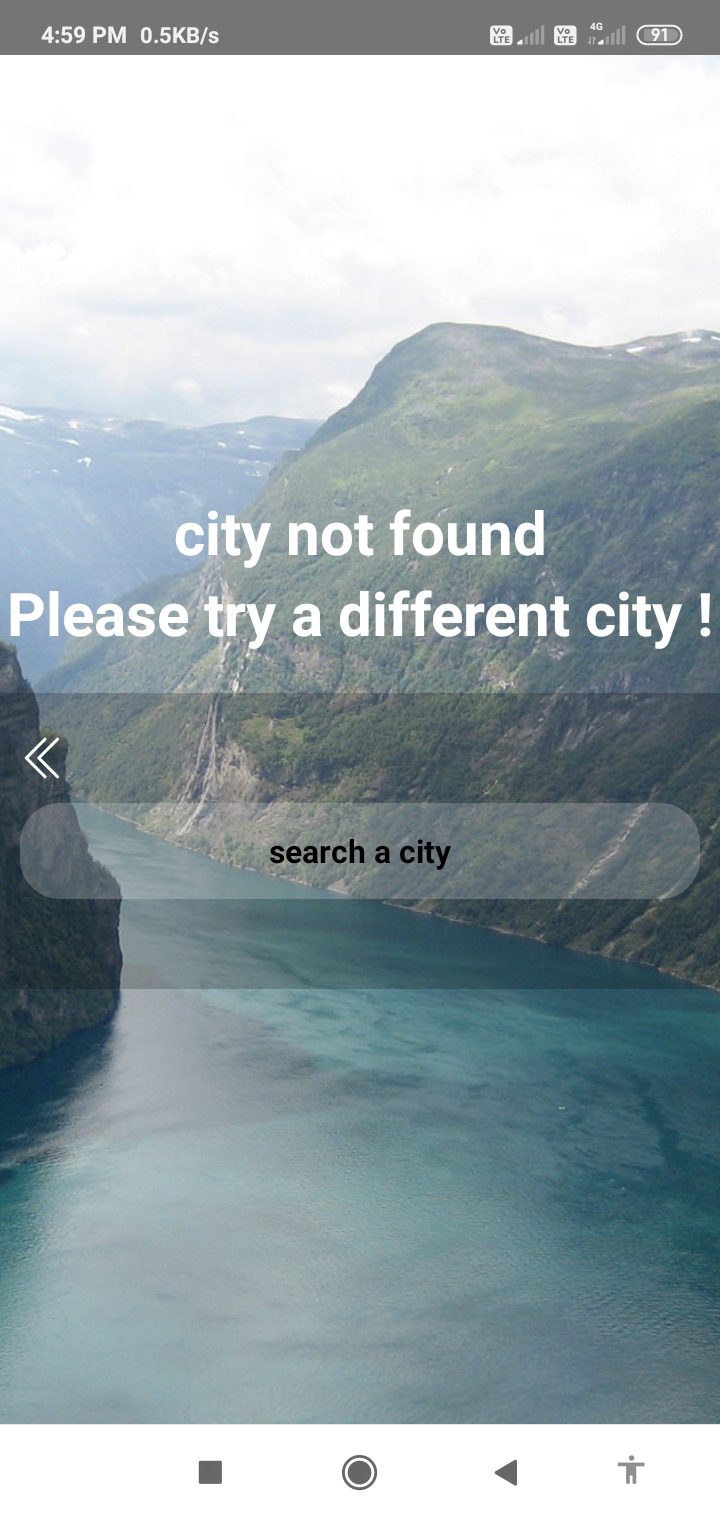 4:59 PM 0.5KB/s Vo LTE Vo LTE 4G 91
city not found
Please try a different city !
search a city